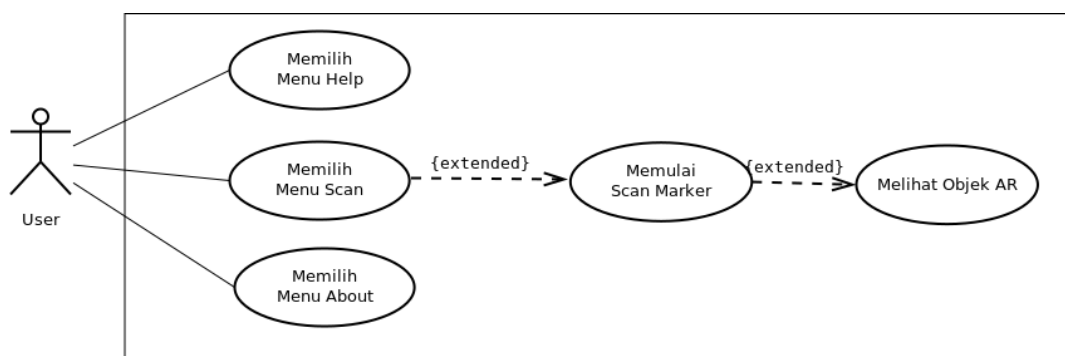 Memilih
Menu Help
Memilih
Menu Scan
{extended}
Memulai
Scan Marker
{extended}
Melihat Objek AR
User
Memilih
Menu About